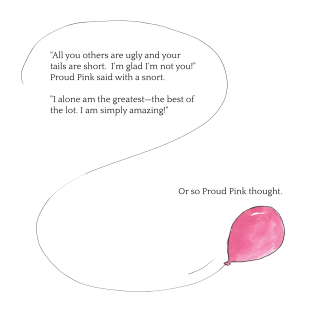 "All you others are ugly and your
tails are short.  I'm glad I'm not you!"
Proud Pink said with a snort.
"I alone am the greatest—the best of
the lot. I am simply amazing!"
Or so Proud Pink thought.